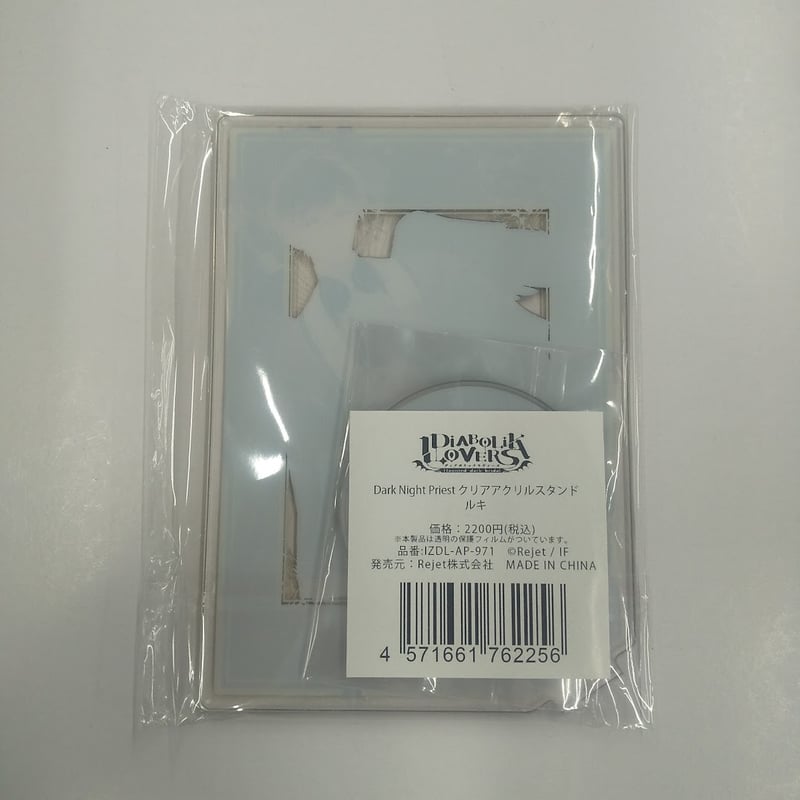 DIABOLIK
LOVERS
Dark Night Priest クリアアクリルスタンド
ルキ
価格：2200円(税込)
※本製品は透明の保護フィルムがついています。
品番:IZDL-AP-971 ©Rejet / IF
発売元：Rejet株式会社 MADE IN CHINA
4 571661 762256